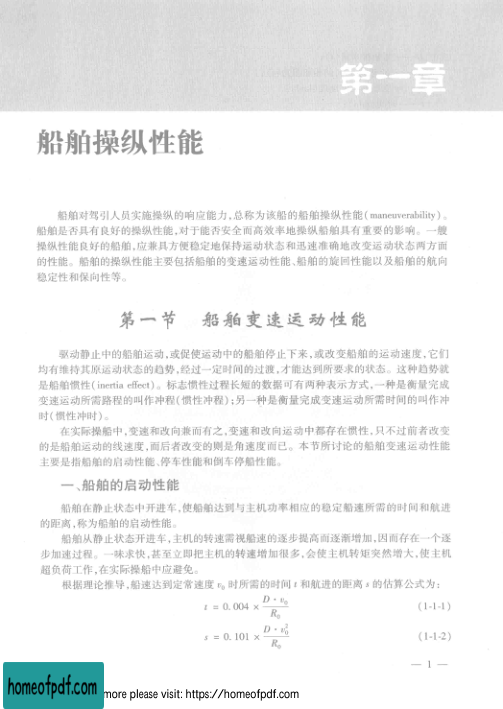 第一章
船舶操纵性能
船舶对驾引人员实施操纵的响应能力,总称为该船的船舶操纵性能(maneuverability)。
船舶是否具有良好的操纵性能,对于能否安全而高效率地操纵船舶具有重要的影响。一艘
操纵性能良好的船舶,应兼具方便稳定地保持运动状态和迅速准确地改变运动状态两方面
的性能。船舶的操纵性能主要包括船舶的变速运动性能、船舶的旋回性能以及船舶的航向
稳定性和保向性等。
第一节 船舶变速运动性能
驱动静止中的船舶运动,或促使运动中的船舶停止下来,或改变船舶的运动速度,它们
均有维持其原运动状态的趋势,经过一定时间的过渡,才能达到所要求的状态。这种趋势就
是船舶惯性(inertia effect)。标志惯性过程长短的数据可有两种表示方式,一种是衡量完成
变速运动所需路程的叫作冲程(惯性冲程);另一种是衡量完成变速运动所需时间的叫作冲
时(惯性冲时)。
在实际操船中,变速和改向兼而有之,变速和改向运动中都存在惯性,只不过前者改变
的是船舶运动的线速度,而后者改变的则是角速度而已。本节所讨论的船舶变速运动性能
主要是指船舶的启动性能、停车性能和倒车停船性能。
一、船舶的启动性能
船舶在静止状态中开进车,使船舶达到与主机功率相应的稳定船速所需的时间和航进
的距离,称为船舶的启动性能。
船舶从静止状态开进车,主机的转速需视船速的逐步提高而逐渐增加,因而存在一个逐
步加速过程。一味求快,甚至立即把主机的转速增加很多,会使主机转矩突然增大,使主机
超负荷工作,在实际操船中应避免。
根据理论推导,船速达到定常速度 v₀ 时所需的时间 t 和航进的距离 s 的估算公式为:
t = 0.004 × D · v₀ / R₀ (1-1-1)
s = 0.101 × D · v₀² / R₀ (1-1-2)
— 1 —
homeofpdf.com
more please visit: https://homeofpdf.com